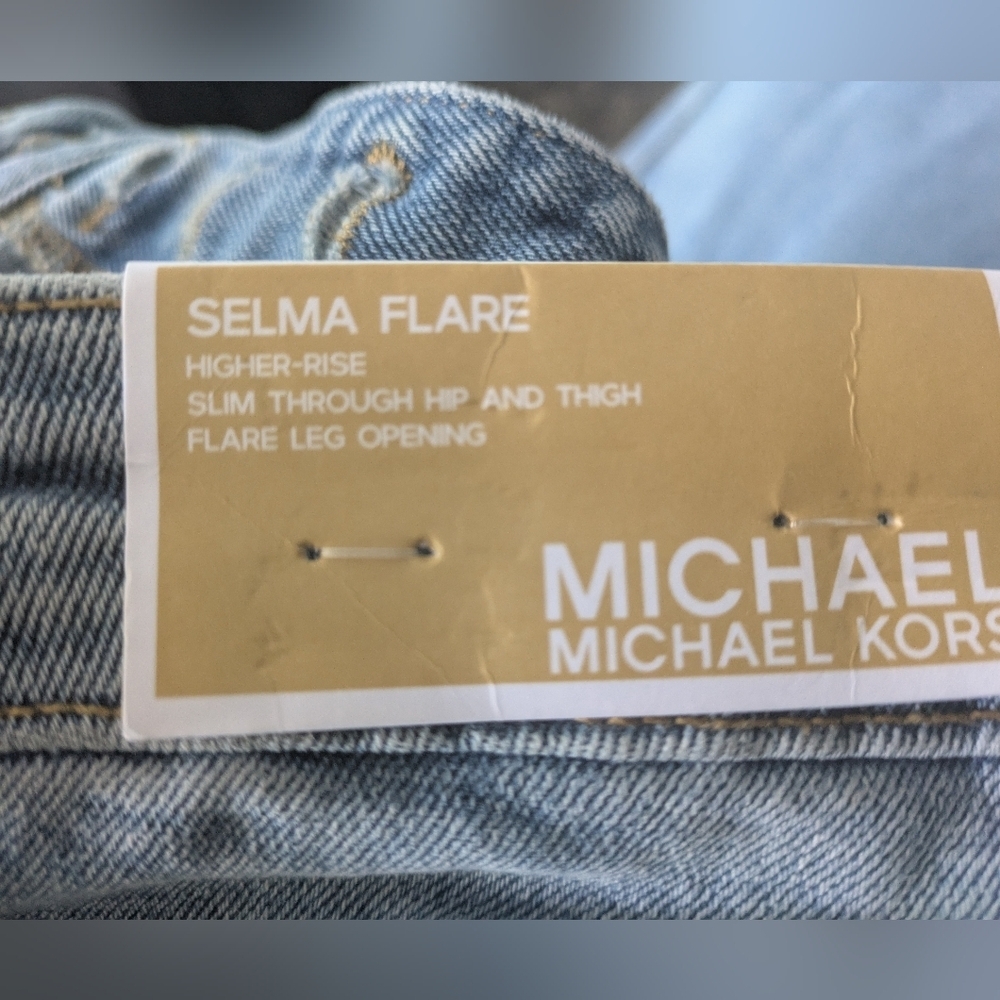 SELMA FLARE
HIGHER-RISE
SLIM THROUGH HIP AND THIGH
FLARE LEG OPENING
MICHAEL
MICHAEL KORS